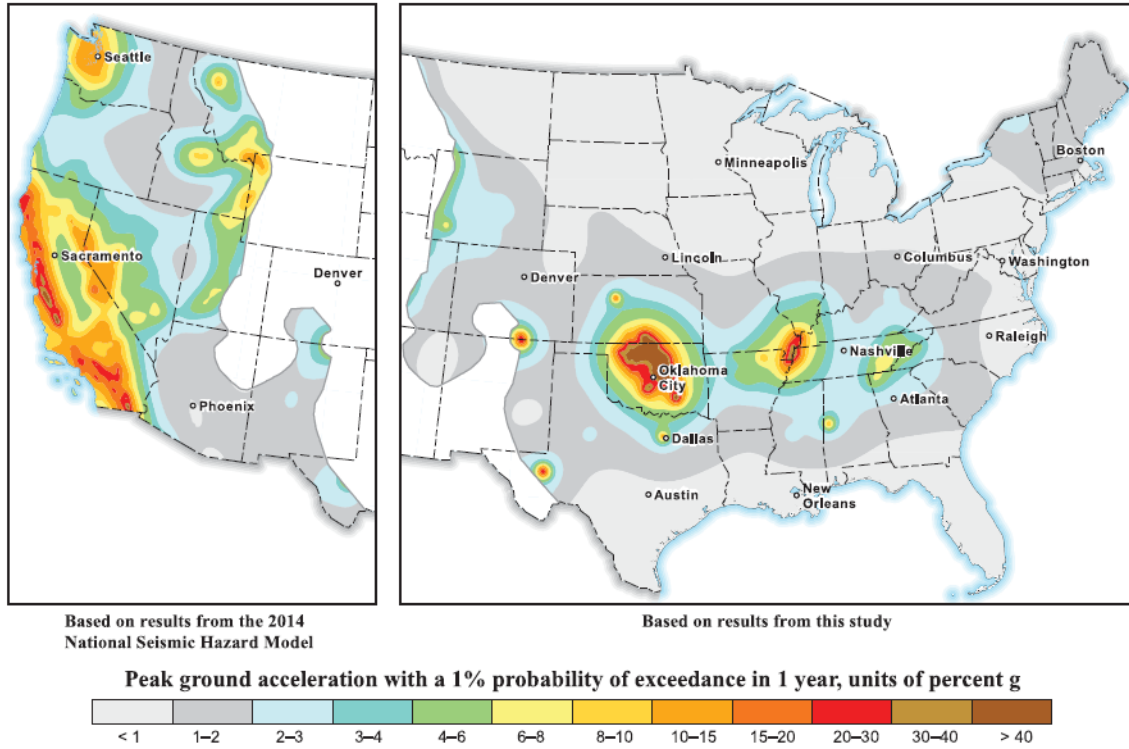 Seattle
Sacramento
Denver
Phoenix
Minneapolis
Boston
Lincoln
Columbus
Washington
Denver
Raleigh
Nashville
Oklahoma
City
Atlanta
Dallas
Austin
New
Orleans
Based on results from the 2014
National Seismic Hazard Model
Based on results from this study
Peak ground acceleration with a 1% probability of exceedance in 1 year, units of percent g
< 1 1–2 2–3 3–4 4–6 6–8 8–10 10–15 15–20 20–30 30–40 > 40